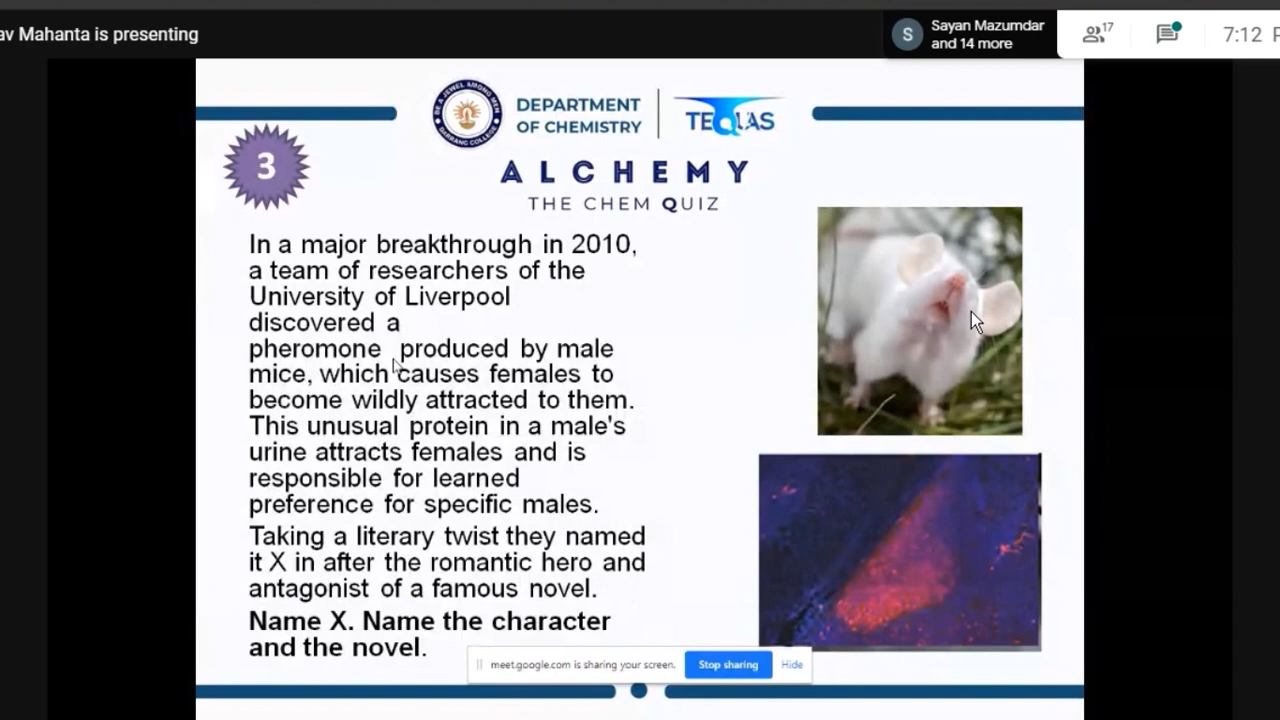 av Mahanta is presenting
S
Sayan Mazumdar
and 14 more
17
7:12
DEPARTMENT
OF CHEMISTRY
TEQUAS
3
ALCHEMY
THE CHEM QUIZ
In a major breakthrough in 2010,
a team of researchers of the
University of Liverpool
discovered a
pheromone produced by male
mice, which causes females to
become wildly attracted to them.
This unusual protein in a male's
urine attracts females and is
responsible for learned
preference for specific males.
Taking a literary twist they named
it X in after the romantic hero and
antagonist of a famous novel.
Name X. Name the character
and the novel.
meet.google.com is sharing your screen.
Stop sharing
Hide